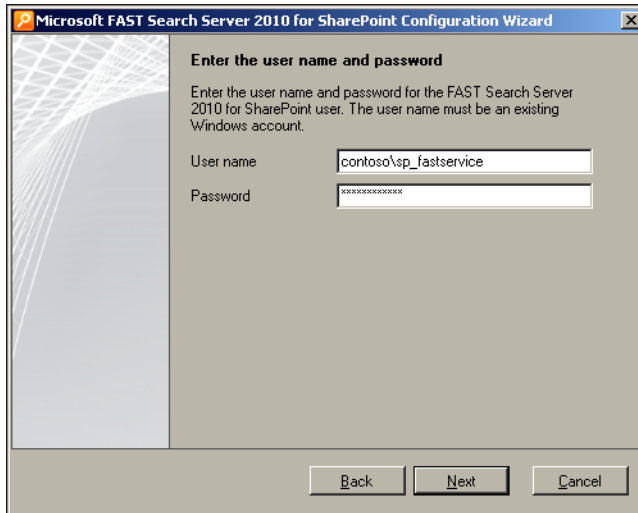 Microsoft FAST Search Server 2010 for SharePoint Configuration Wizard
Enter the user name and password
Enter the user name and password for the FAST Search Server
2010 for SharePoint user. The user name must be an existing
Windows account.
User name
contoso\sp_fastservice
Password
xxxxxxxxxxxx
Back
Next
Cancel